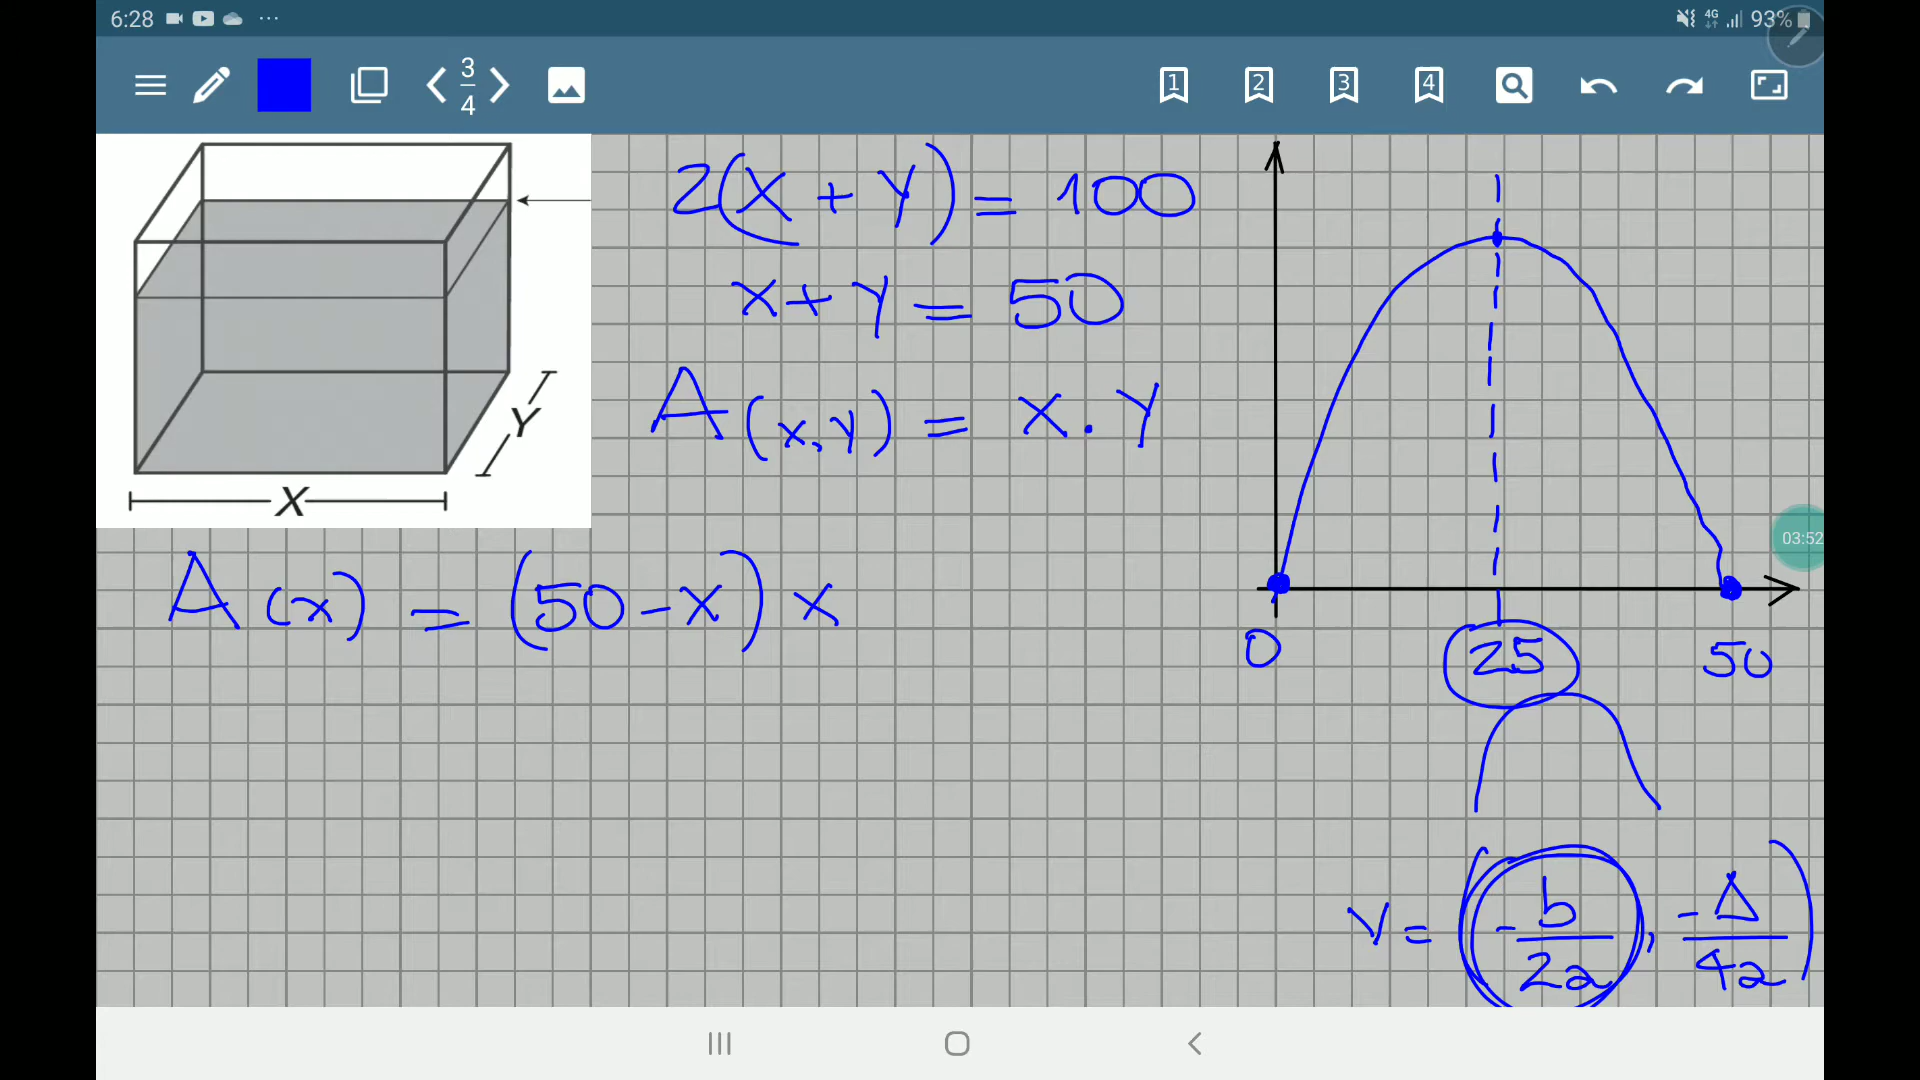 6:28 ... 4G 93%
3/4 1 2 3 4
2(X + Y) = 100
X + Y = 50
A(x,y) = X . Y
Y
X
A(x) = (50 - x) x
0 25 50
03:52
V = (-b/2a, -Δ/4a)